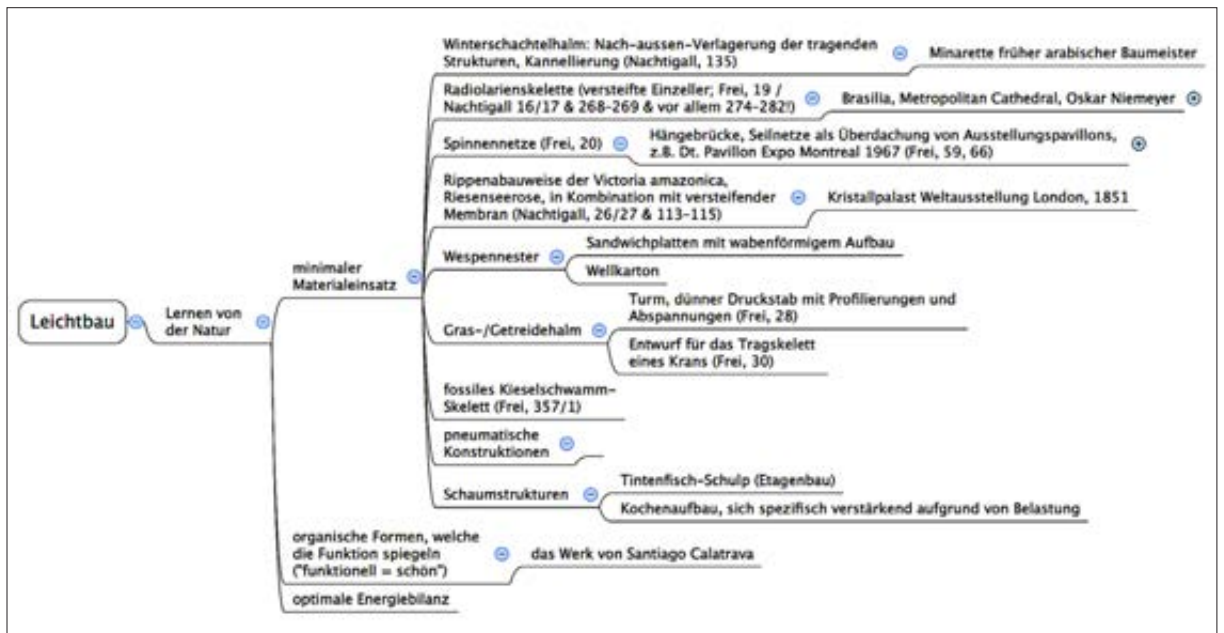 Leichtbau
Lernen von
der Natur
minimaler
Materialeinsatz
Winterschachtelhalm: Nach-aussen-Verlagerung der tragenden
Strukturen, Kannellierung (Nachtigall, 135)
Minarette früher arabischer Baumeister
Radiolarienskelette (versteifte Einzeller; Frei, 19 /
Nachtigall 16/17 & 268-269 & vor allem 274-282!)
Brasilia, Metropolitan Cathedral, Oskar Niemeyer
Spinnennetze (Frei, 20)
Hängebrücke, Seilnetze als Überdachung von Ausstellungspavillons,
z.B. Dt. Pavillon Expo Montreal 1967 (Frei, 59, 66)
Rippenabauweise der Victoria amazonica,
Riesenseerose, in Kombination mit versteifender
Membran (Nachtigall, 26/27 & 113-115)
Kristallpalast Weltausstellung London, 1851
Wespennester
Sandwichplatten mit wabenförmigem Aufbau
Wellkarton
Gras-/Getreidehalm
Turm, dünner Druckstab mit Profilierungen und
Abspannungen (Frei, 28)
Entwurf für das Tragskelett
eines Krans (Frei, 30)
fossiles Kieselschwamm-
Skelett (Frei, 357/1)
pneumatische
Konstruktionen
Schaumstrukturen
Tintenfisch-Schulp (Etagenbau)
Kochenaufbau, sich spezifisch verstärkend aufgrund von Belastung
organische Formen, welche
die Funktion spiegeln
("funktionell = schön")
das Werk von Santiago Calatrava
optimale Energiebilanz